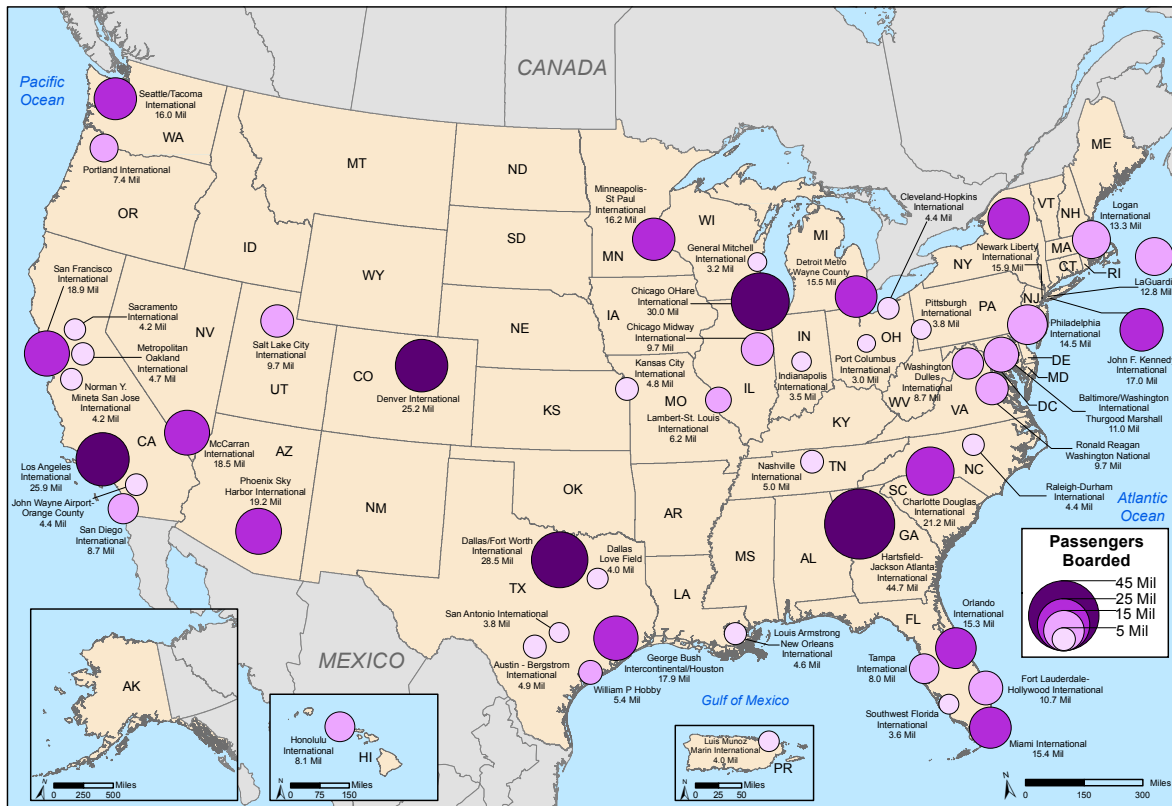 CANADA
Pacific
Ocean
Seattle/Tacoma
International
16.0 Mil
WA
Portland International
7.4 Mil
OR
MT
ID
WY
ND
SD
NE
Minneapolis-
St Paul
International
16.2 Mil
MN
WI
General Mitchell
International
3.2 Mil
MI
Detroit Metro
Wayne County
15.5 Mil
Cleveland-Hopkins
International
4.4 Mil
ME
VT
NH
Logan
International
13.3 Mil
MA
CT
RI
NY
Newark Liberty
International
15.9 Mil
LaGuardi
12.8 Mil
NJ
PA
Pittsburgh
International
3.8 Mil
Philadelphia
International
14.5 Mil
John F. Kennedy
International
17.0 Mil
San Francisco
International
18.9 Mil
Sacramento
International
4.2 Mil
Metropolitan
Oakland
International
4.7 Mil
Norman Y.
Mineta San Jose
International
4.2 Mil
NV
CA
Salt Lake City
International
9.7 Mil
UT
CO
Denver International
25.2 Mil
KS
IA
Chicago OHare
International
30.0 Mil
Chicago Midway
International
9.7 Mil
IN
Indianapolis
International
3.5 Mil
OH
Port Columbus
International
3.0 Mil
Kansas City
International
4.8 Mil
MO
IL
Lambert-St. Louis
International
6.2 Mil
KY
WV
VA
Washington
Dulles
International
8.7 Mil
DE
MD
DC
Baltimore/Washington
International
Thurgood Marshall
11.0 Mil
Ronald Reagan
Washington National
9.7 Mil
McCarran
International
18.5 Mil
Los Angeles
International
25.9 Mil
John Wayne Airport-
Orange County
4.4 Mil
San Diego
International
8.7 Mil
AZ
Phoenix Sky
Harbor International
19.2 Mil
NM
OK
AR
Nashville
International
5.0 Mil
TN
NC
Raleigh-Durham
International
4.4 Mil
SC
Charlotte Douglas
International
21.2 Mil
Atlantic
Ocean
Dallas/Fort Worth
International
28.5 Mil
Dallas
Love Field
4.0 Mil
TX
LA
MS
AL
GA
Hartsfield-
Jackson Atlanta
International
44.7 Mil
San Antonio International
3.8 Mil
Austin - Bergstrom
International
4.9 Mil
George Bush
Intercontinental/Houston
17.9 Mil
William P Hobby
5.4 Mil
Louis Armstrong
New Orleans
International
4.6 Mil
FL
Orlando
International
15.3 Mil
Tampa
International
8.0 Mil
Fort Lauderdale-
Hollywood International
10.7 Mil
Southwest Florida
International
3.6 Mil
Miami International
15.4 Mil
MEXICO
Gulf of Mexico
Passengers
Boarded
45 Mil
25 Mil
15 Mil
5 Mil
AK
N
Miles
0 250 500
Honolulu
International
8.1 Mil
HI
N
Miles
0 75 150
Luis Munoz
Marin International
4.0 Mil
PR
N
Miles
0 25 50
N
Miles
0 150 300